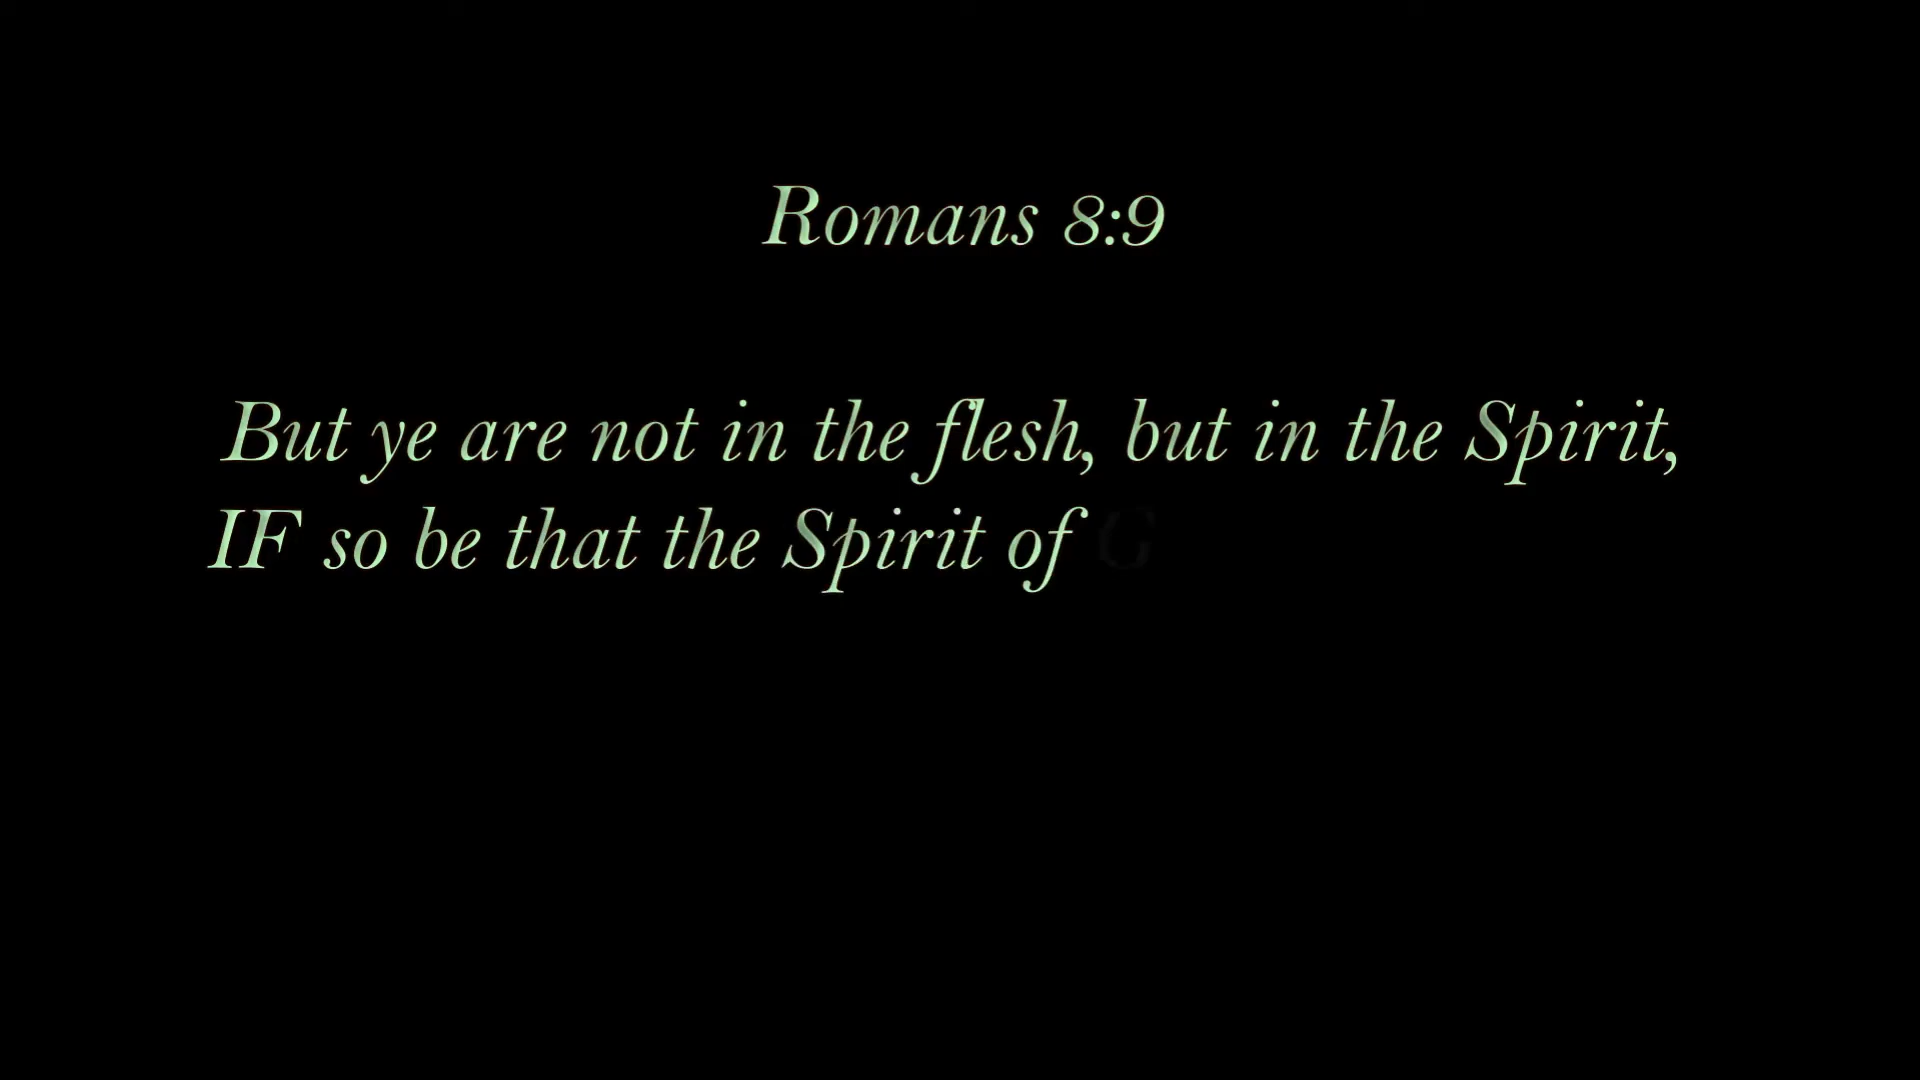 Romans 8:9
But ye are not in the flesh, but in the Spirit,
IF so be that the Spirit of G